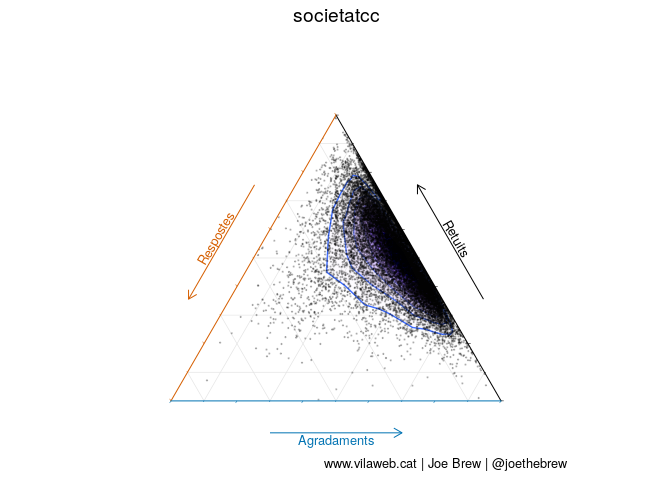 societatcc
Respostes
Retuits
Agradaments
www.vilaweb.cat | Joe Brew | @joethebrew